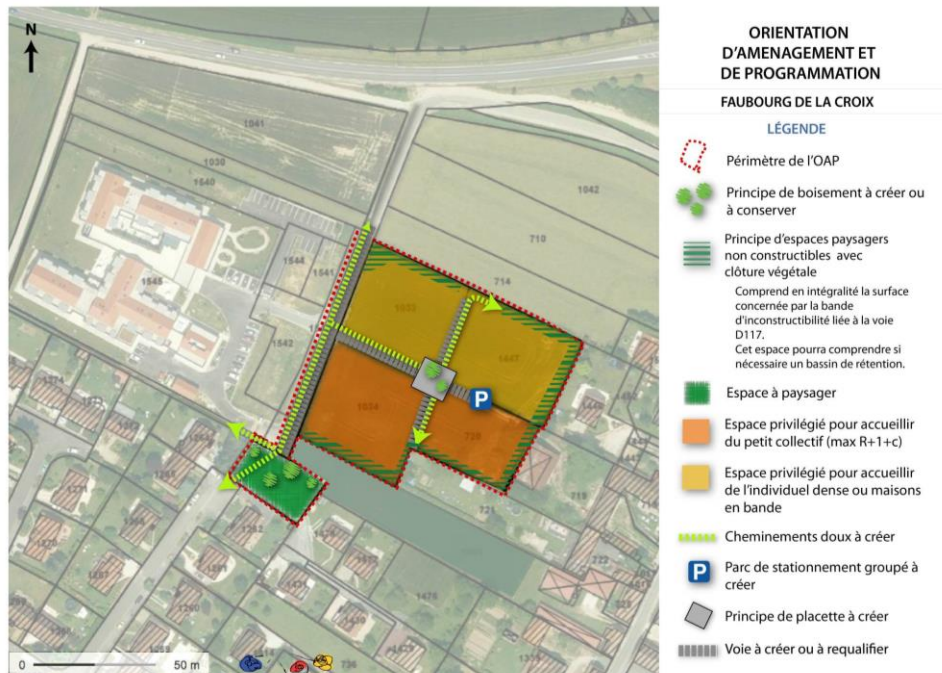 N
ORIENTATION
D'AMENAGEMENT ET
DE PROGRAMMATION
FAUBOURG DE LA CROIX
LÉGENDE
Périmètre de l'OAP
Principe de boisement à créer ou
à conserver
Principe d'espaces paysagers
non constructibles avec
clôture végétale
Comprend en intégralité la surface
concernée par la bande
d'inconstructibilité liée à la voie
D117.
Cet espace pourra comprendre si
nécessaire un bassin de rétention.
Espace à paysager
Espace privilégié pour accueillir
du petit collectif (max R+1+c)
Espace privilégié pour accueillir
de l'individuel dense ou maisons
en bande
Cheminements doux à créer
P
Parc de stationnement groupé à
créer
Principe de placette à créer
Voie à créer ou à requalifier
1041
1030
1540
1042
710
1544
1541
714
1545
1542
1447
P
720
719
721
722
1478
736
0
50 m